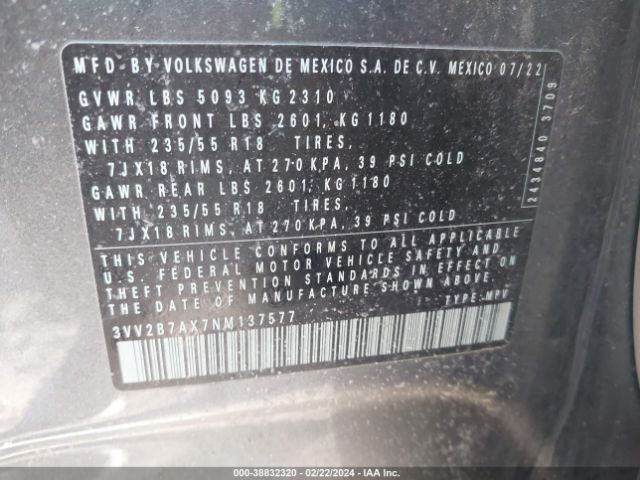 MFD. BY VOLKSWAGEN DE MEXICO S.A. DE C.V. MEXICO 07/22
GVWR LBS 5093 KG 2310
GAWR FRONT LBS 2601, KG 1180
WITH 235/55 R18 TIRES,
7JX18 RIMS, AT 270 KPA, 39 PSI COLD
GAWR REAR LBS 2601, KG 1180
WITH 235/55 R18 TIRES,
7JX18 RIMS, AT 270 KPA, 39 PSI COLD
THIS VEHICLE CONFORMS TO ALL APPLICABLE
U.S. FEDERAL MOTOR VEHICLE SAFETY AND
THEFT PREVENTION STANDARDS IN EFFECT ON
THE DATE OF MANUFACTURE SHOWN ABOVE.
3VV2B7AX7NM137577 TYPE: MPV
2434840 3709
000-38832320 - 02/22/2024 - IAA Inc.